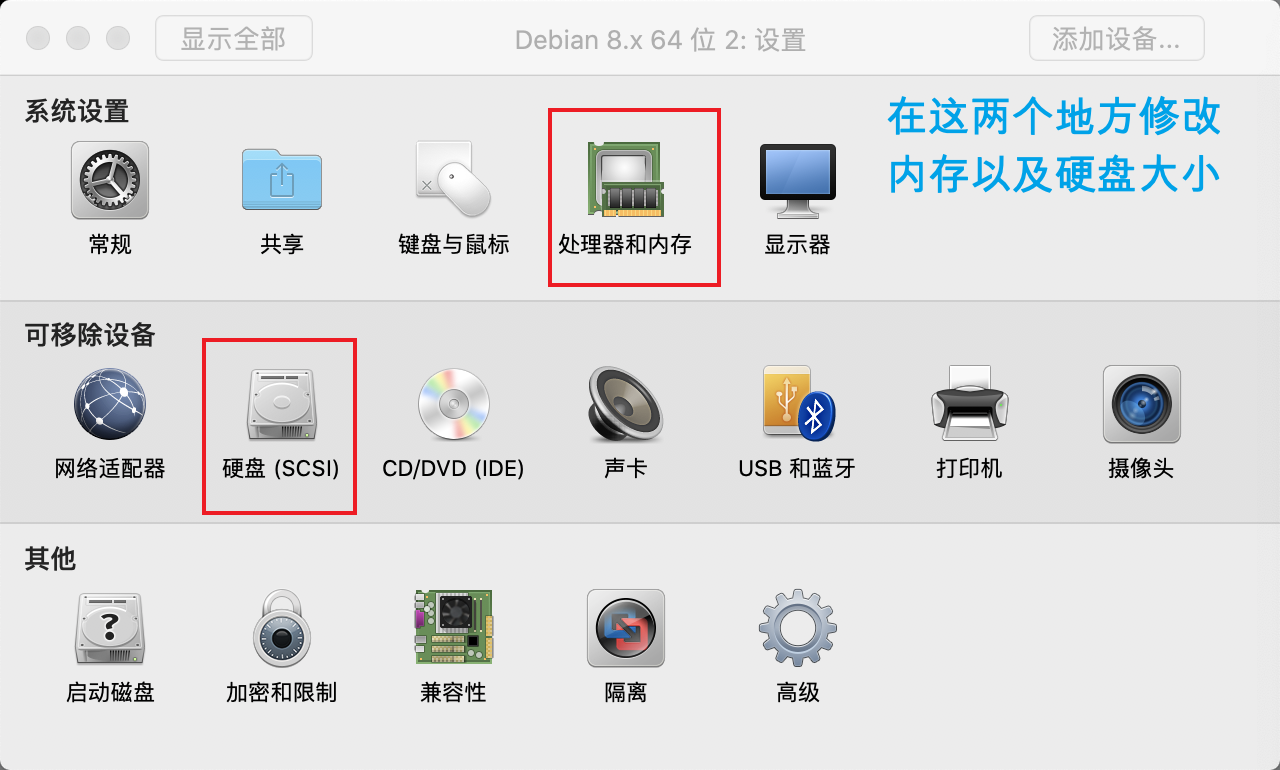 显示全部 Debian 8.x 64 位 2: 设置 添加设备...
系统设置
在这两个地方修改
内存以及硬盘大小
常规 共享 键盘与鼠标 处理器和内存 显示器
可移除设备
网络适配器 硬盘 (SCSI) CD/DVD (IDE) 声卡 USB 和蓝牙 打印机 摄像头
其他
启动磁盘 加密和限制 兼容性 隔离 高级